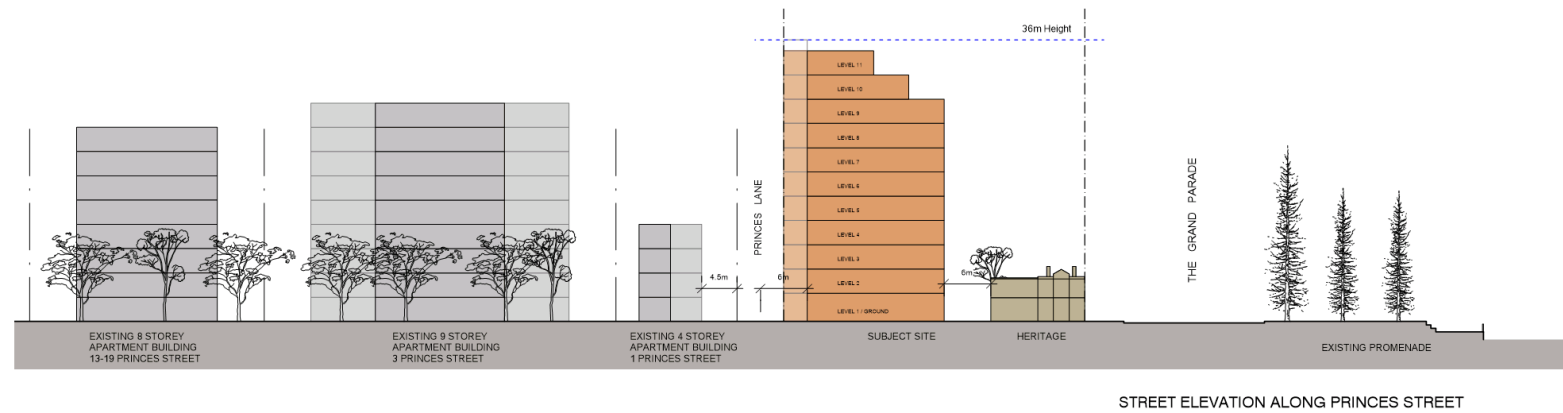 36m Height
LEVEL 11
LEVEL 10
LEVEL 9
LEVEL 8
LEVEL 7
LEVEL 6
LEVEL 5
LEVEL 4
LEVEL 3
LEVEL 2
LEVEL 1 / GROUND
PRINCES LANE
THE GRAND PARADE
4.5m
6m
6m
EXISTING 8 STOREY
APARTMENT BUILDING
13-19 PRINCES STREET
EXISTING 9 STOREY
APARTMENT BUILDING
3 PRINCES STREET
EXISTING 4 STOREY
APARTMENT BUILDING
1 PRINCES STREET
SUBJECT SITE
HERITAGE
EXISTING PROMENADE
STREET ELEVATION ALONG PRINCES STREET